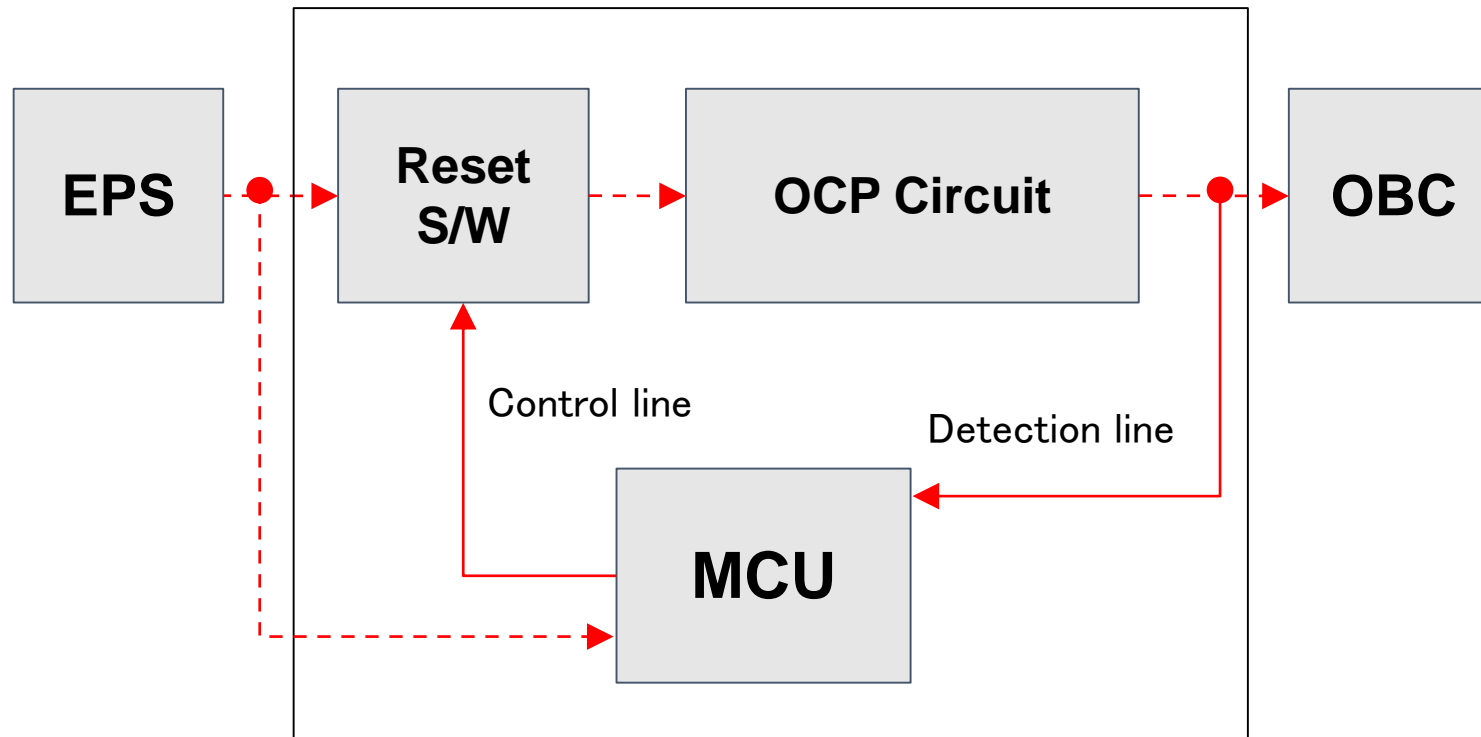 EPS
Reset
S/W
OCP Circuit
OBC
Control line
Detection line
MCU